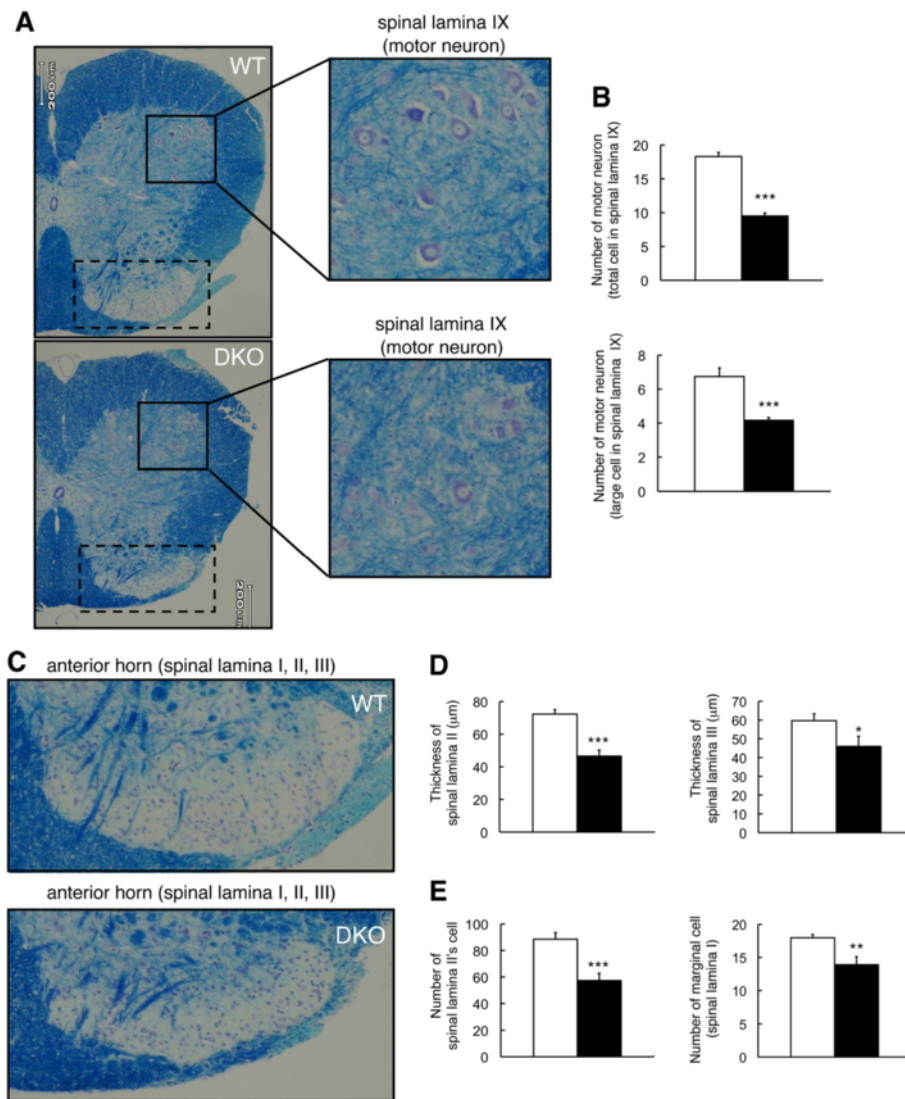 A
WT
200um
spinal lamina IX
(motor neuron)
DKO
200um
spinal lamina IX
(motor neuron)
B
Number of motor neuron
(total cell in spinal lamina IX)
20
15
10
5
0
***
Number of motor neuron
(large cell in spinal lamina IX)
8
6
4
2
0
***
C
anterior horn (spinal lamina I, II, III)
WT
anterior horn (spinal lamina I, II, III)
DKO
D
Thickness of
spinal lamina II (μm)
80
60
40
20
0
***
Thickness of
spinal lamina III (μm)
70
60
50
40
30
20
10
0
*
E
Number of
spinal lamina II's cell
100
80
60
40
20
0
***
Number of marginal cell
(spinal lamina I)
20
15
10
5
0
**